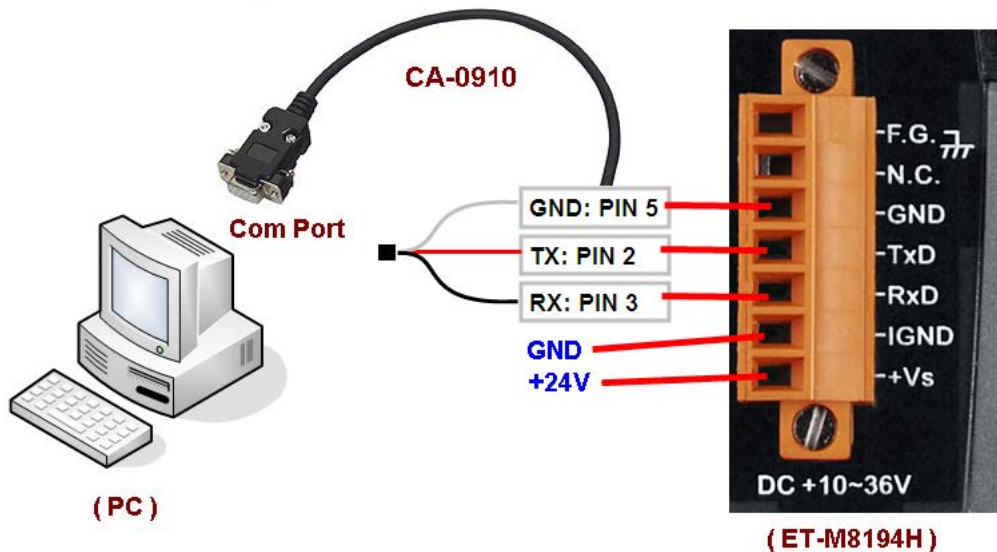 CA-0910
Com Port
GND: PIN 5
TX: PIN 2
RX: PIN 3
GND
+24V
F.G.
N.C.
GND
TxD
RxD
IGND
+Vs
DC +10~36V
( PC )
( ET-M8194H )